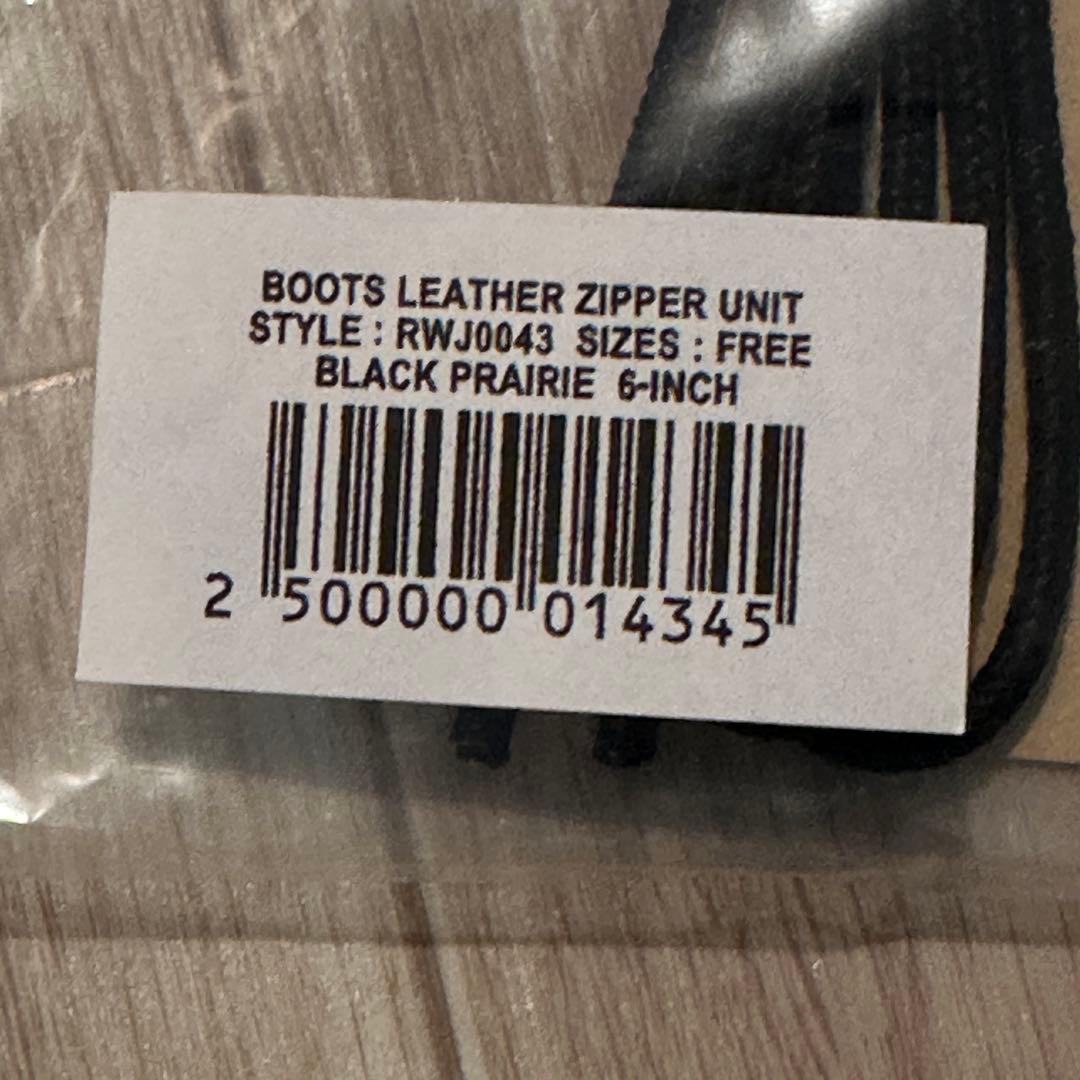 BOOTS LEATHER ZIPPER UNIT
STYLE : RWJ0043 SIZES : FREE
BLACK PRAIRIE 6-INCH
2 500000 014345